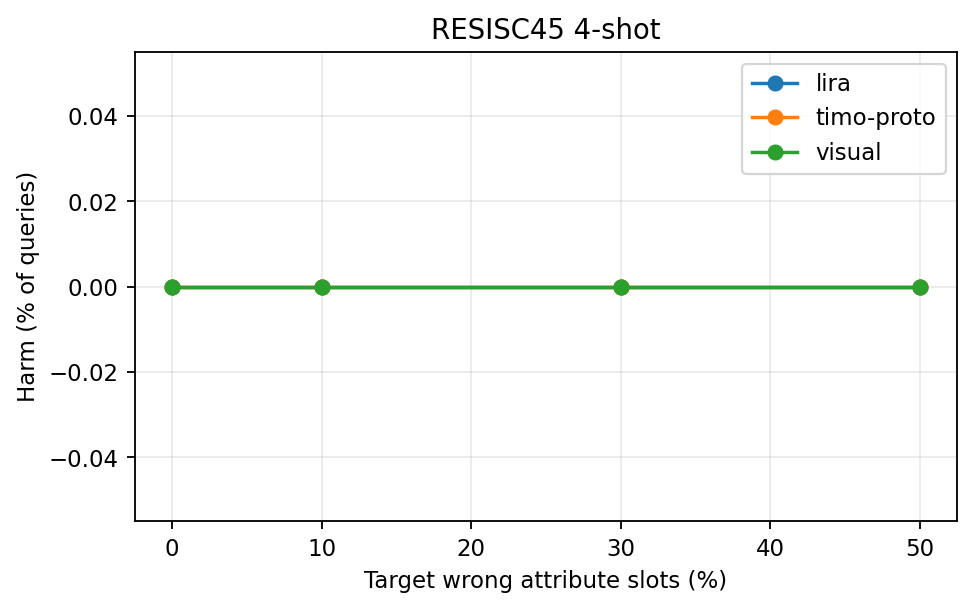 RESISC45 4-shot
lira
timo-proto
visual
Harm (% of queries)
0.04
0.02
0.00
−0.02
−0.04
0 10 20 30 40 50
Target wrong attribute slots (%)